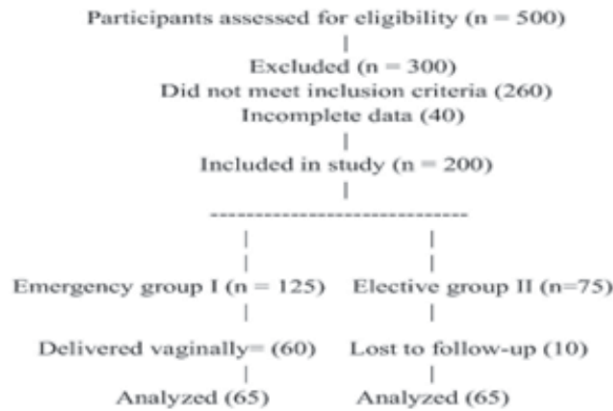 Participants assessed for eligibility (n = 500)
|
Excluded (n = 300)
Did not meet inclusion criteria (260)
Incomplete data (40)
|
Included in study (n = 200)
|
-----------------------------
| |
| |
Emergency group I (n = 125) Elective group II (n=75)
| |
Delivered vaginally= (60) Lost to follow-up (10)
| |
Analyzed (65) Analyzed (65)